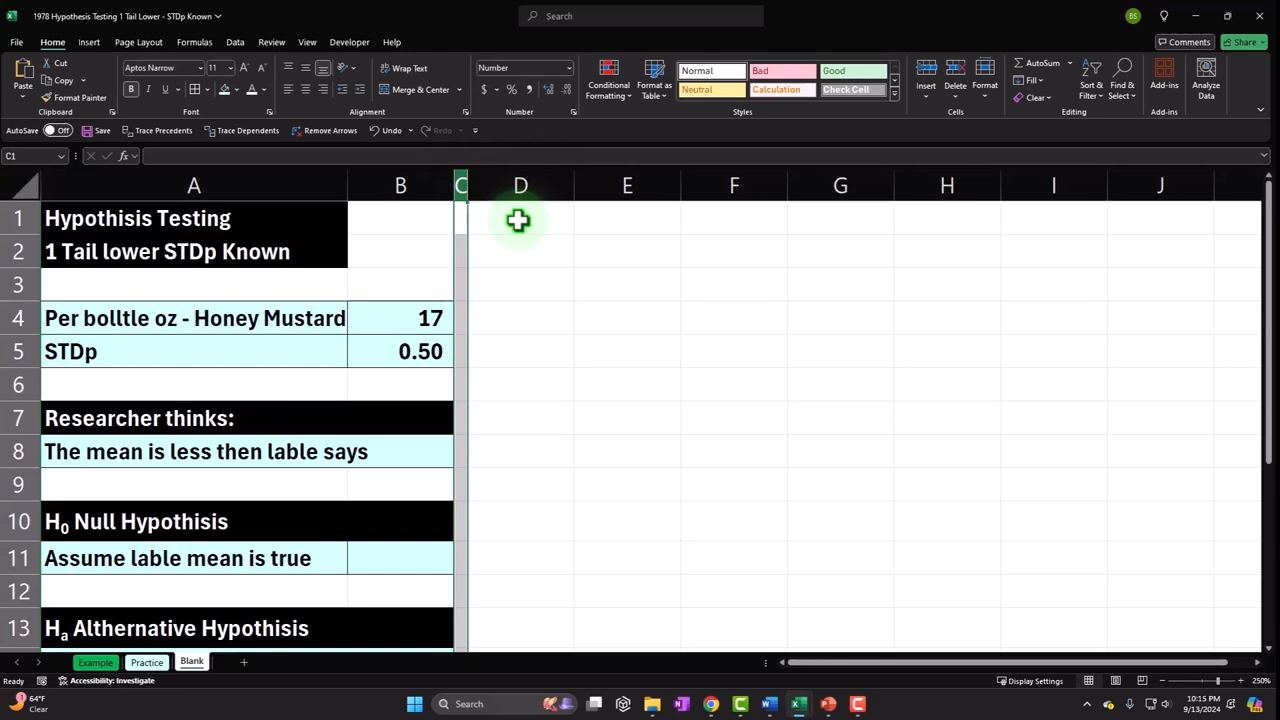 1978 Hypothesis Testing 1 Tail Lower - STDp Known
Search
BS
File Home Insert Page Layout Formulas Data Review View Developer Help
Comments Share
Paste
Cut
Copy
Format Painter
Clipboard
Aptos Narrow 11
Font
Wrap Text
Merge & Center
Alignment
Number
Number
Conditional Formatting
Format as Table
Normal Bad Good
Neutral Calculation Check Cell
Styles
Insert Delete Format
Cells
AutoSum
Fill
Clear
Sort & Filter
Find & Select
Editing
Add-ins
Add-ins
Analyze Data
AutoSave Off Save Trace Precedents Trace Dependents Remove Arrows Undo Redo
C1 fx
A B C D E F G H I J
1 Hypothisis Testing
2 1 Tail lower STDp Known
3
4 Per bolltle oz - Honey Mustard 17
5 STDp 0.50
6
7 Researcher thinks:
8 The mean is less then lable says
9
10 H0 Null Hypothisis
11 Assume lable mean is true
12
13 Ha Althernative Hypothisis
Example Practice Blank
Ready Accessibility: Investigate Display Settings 250%
64°F
Clear
Search
10:15 PM
9/13/2024